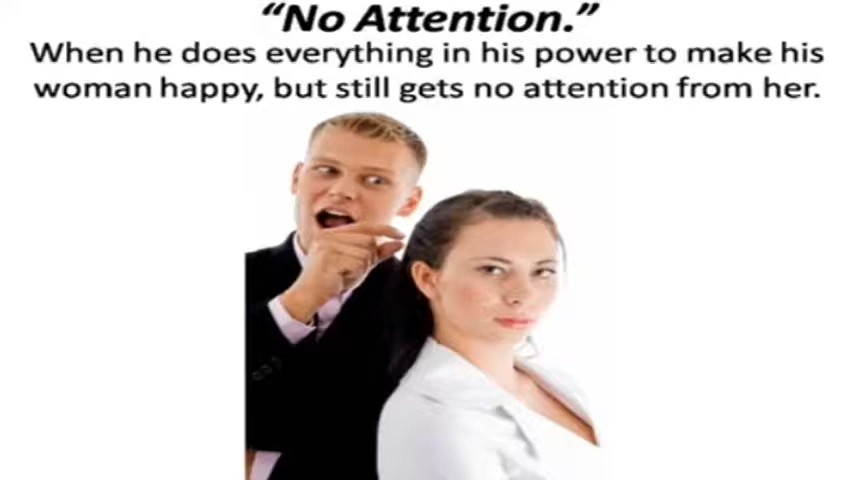 “No Attention.”
When he does everything in his power to make his
woman happy, but still gets no attention from her.